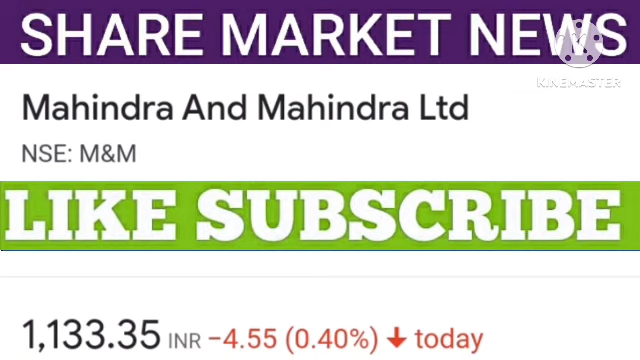 SHARE MARKET NEWS
KINEMASTER
Mahindra And Mahindra Ltd
NSE: M&M
LIKE SUBSCRIBE
1,133.35 INR −4.55 (0.40%) ↓ today